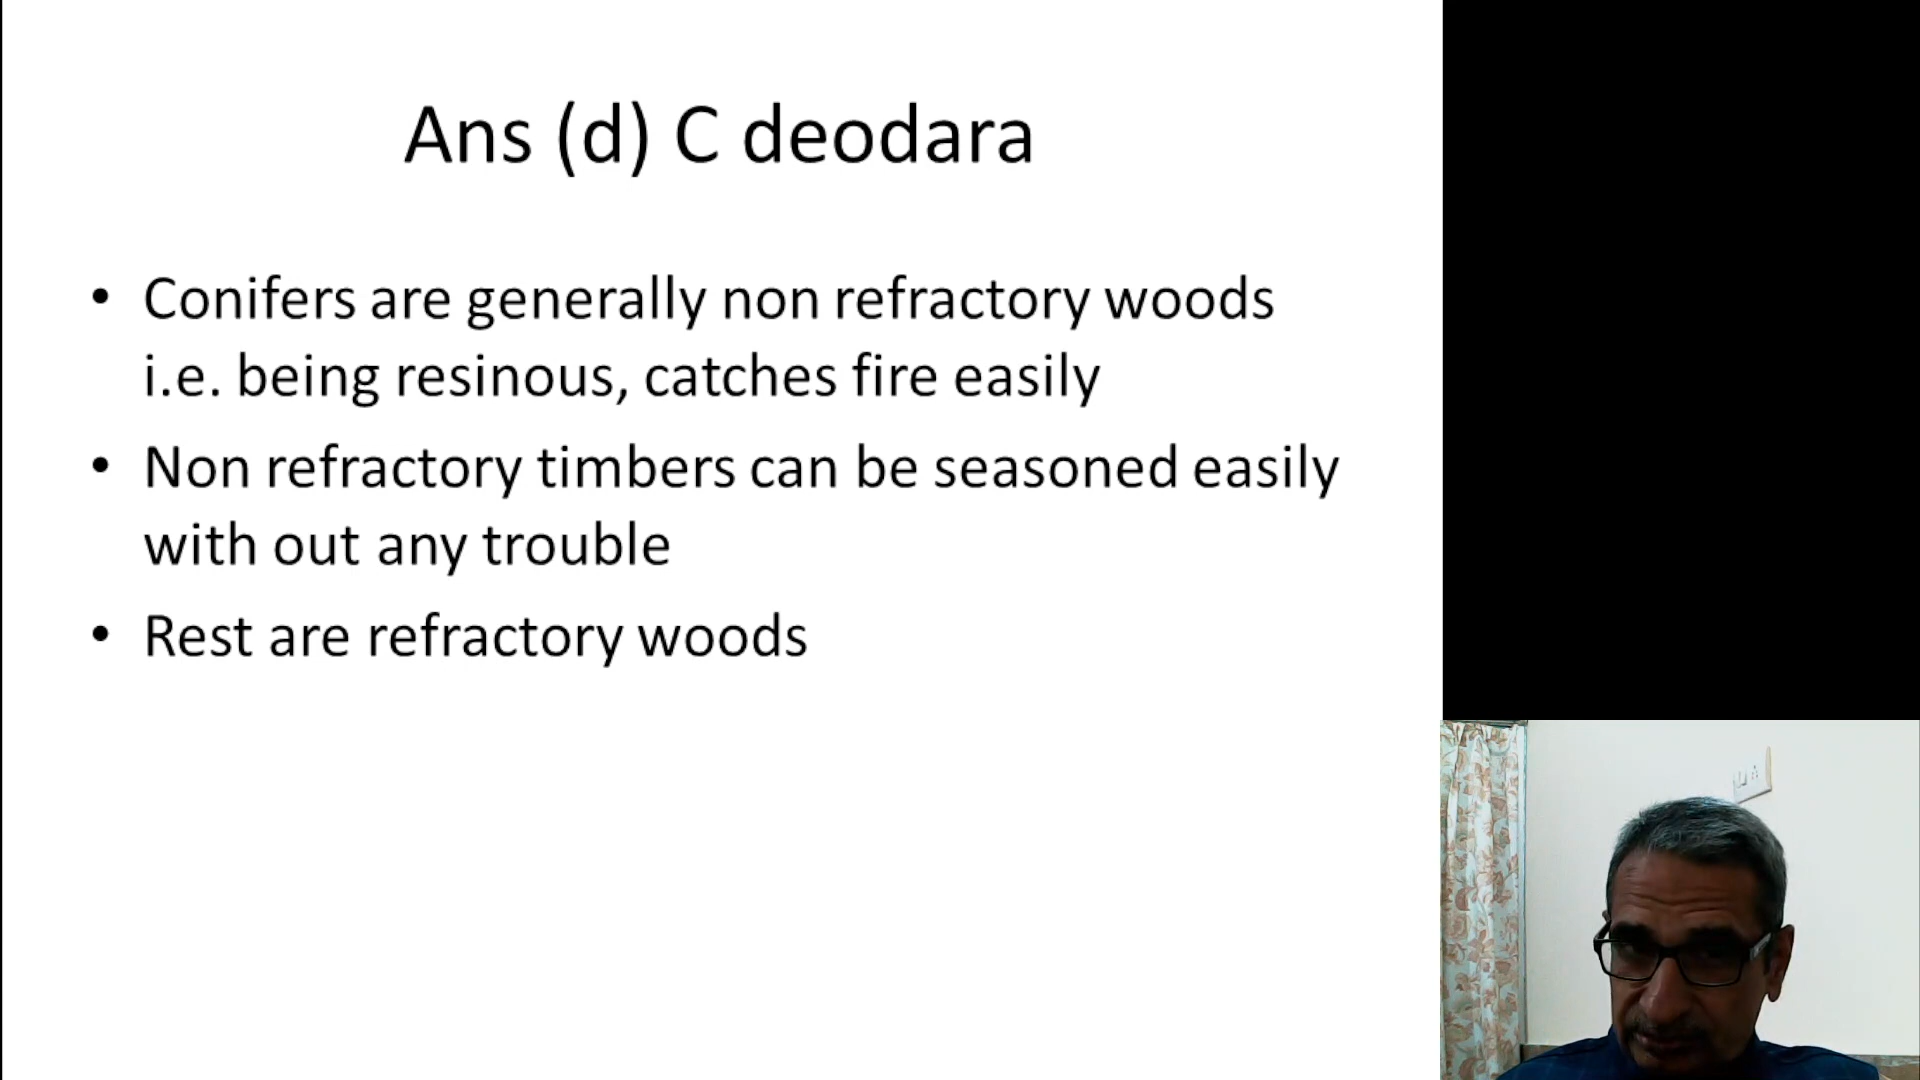 Ans (d) C deodara
• Conifers are generally non refractory woods
i.e. being resinous, catches fire easily
• Non refractory timbers can be seasoned easily
with out any trouble
• Rest are refractory woods